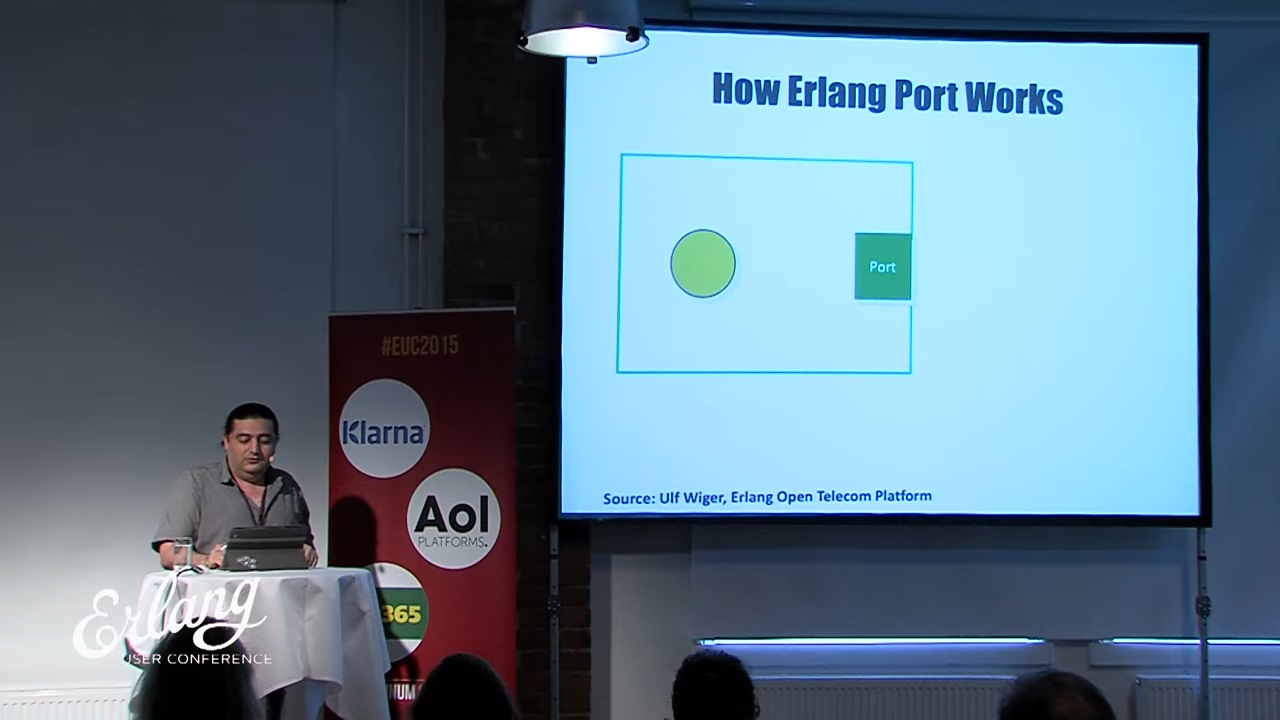 How Erlang Port Works
Port
Source: Ulf Wiger, Erlang Open Telecom Platform
#EUC2015
Klarna
Aol
PLATFORMS.
365
NUM
Erlang
USER CONFERENCE